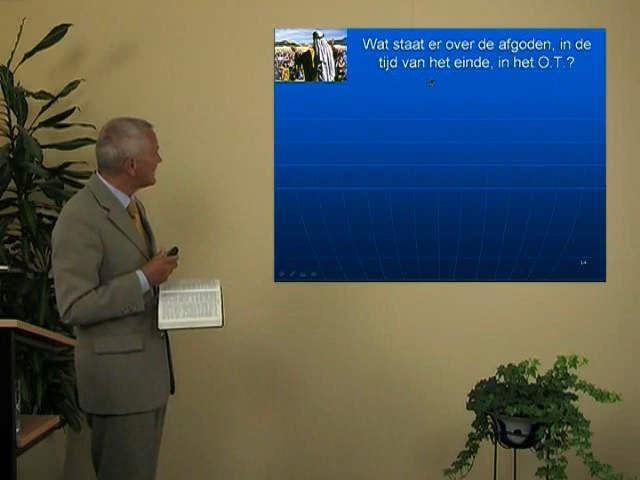 Wat staat er over de afgoden, in de
tijd van het einde, in het O.T.?